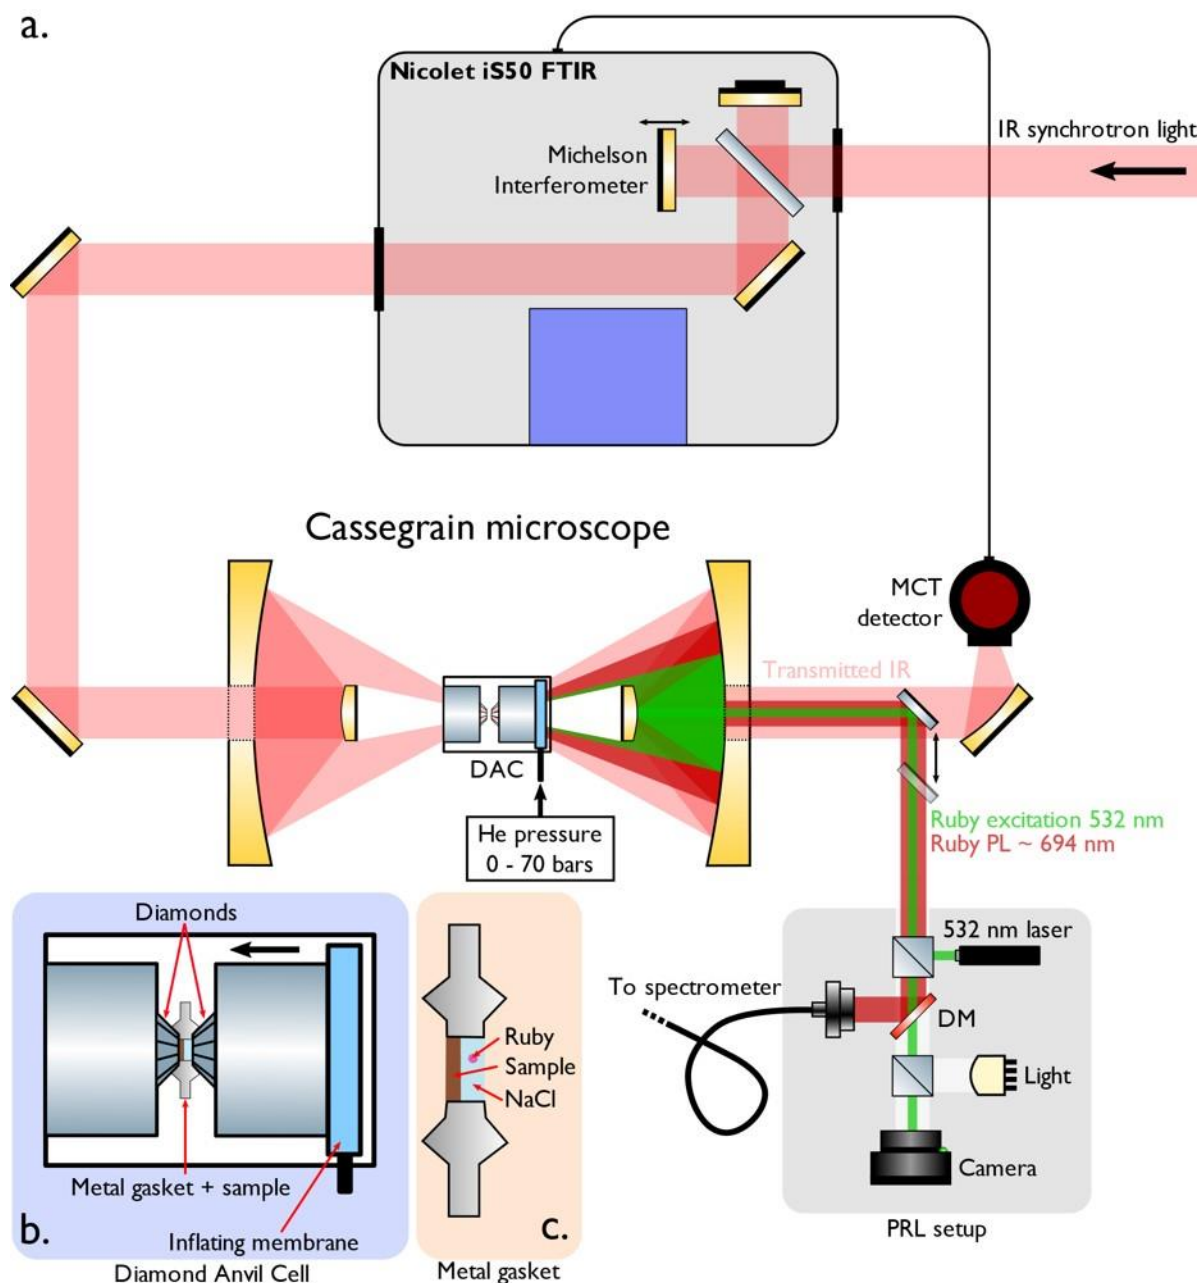 a.
Nicolet iS50 FTIR
IR synchrotron light
Michelson
Interferometer
Cassegrain microscope
MCT
detector
Transmitted IR
DAC
He pressure
0 - 70 bars
Ruby excitation 532 nm
Ruby PL ~ 694 nm
Diamonds
532 nm laser
To spectrometer
DM
Ruby
Sample
NaCl
Light
Camera
Metal gasket + sample
Inflating membrane
b.
c.
PRL setup
Diamond Anvil Cell
Metal gasket